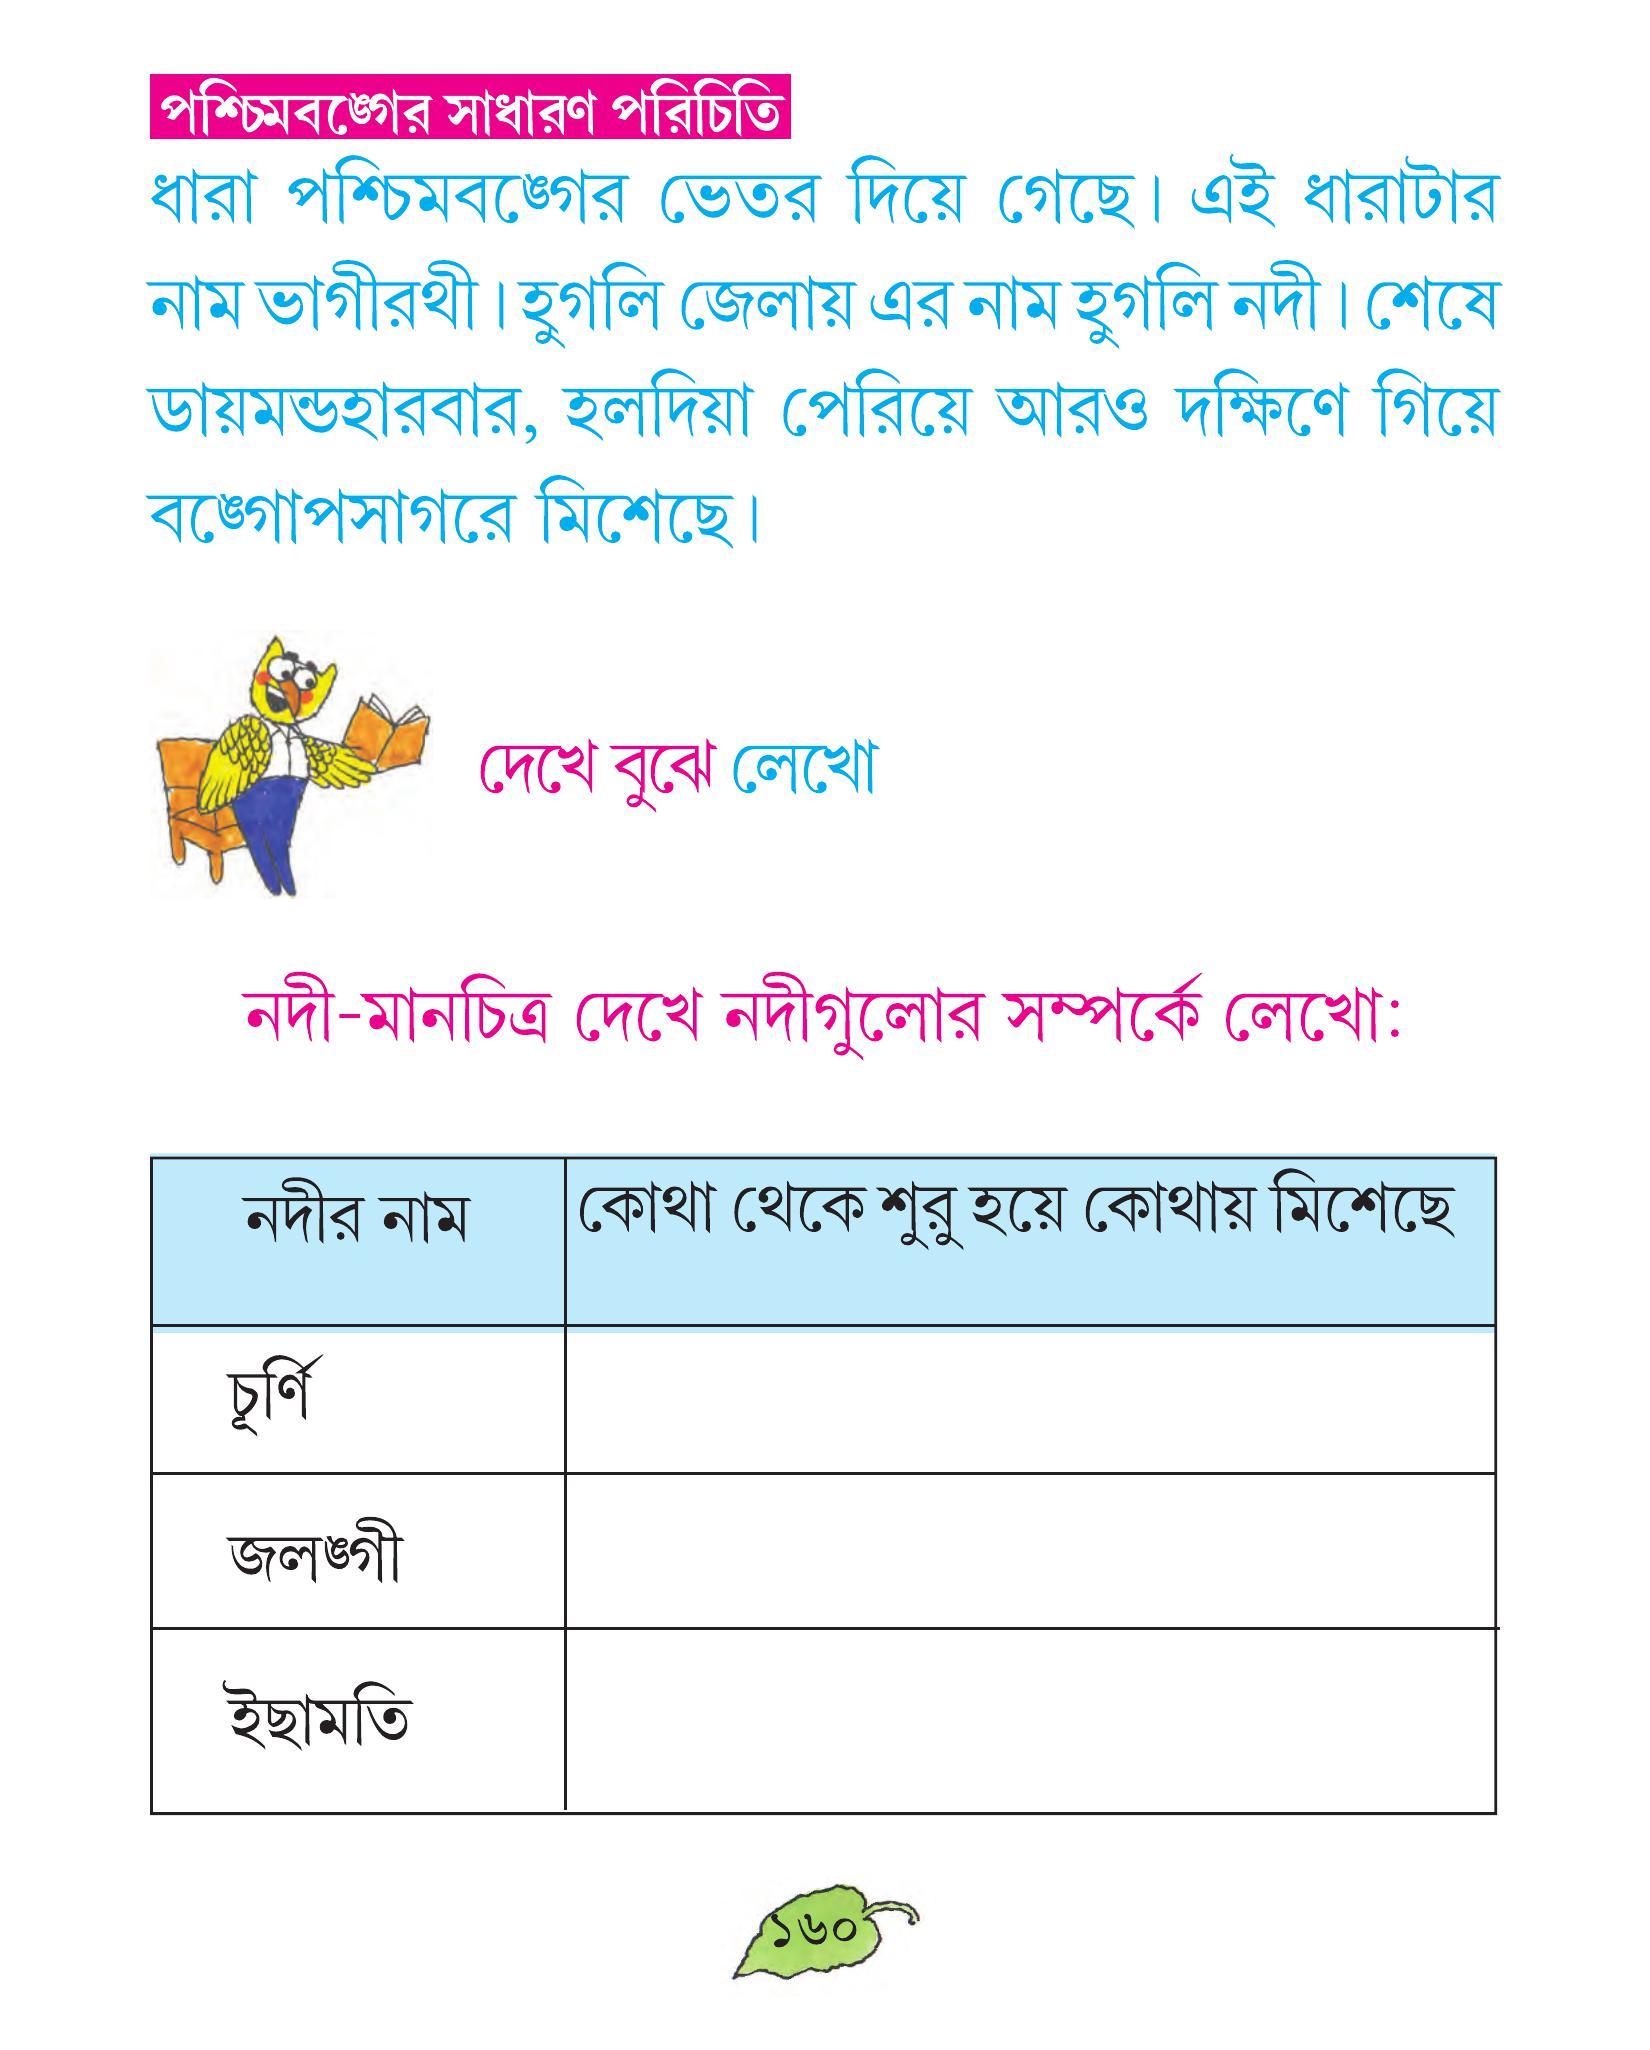 পশ্চিমবঙ্গের সাধারণ পরিচিতি
ধারা পশ্চিমবঙ্গের ভেতর দিয়ে গেছে। এই ধারাটার
নাম ভাগীরথী। হুগলি জেলায় এর নাম হুগলি নদী। শেষে
ডায়মন্ডহারবার, হলদিয়া পেরিয়ে আরও দক্ষিণে গিয়ে
বঙ্গোপসাগরে মিশেছে।
দেখে বুঝে লেখো
নদী-মানচিত্র দেখে নদীগুলোর সম্পর্কে লেখো:
নদীর নাম কোথা থেকে শুরু হয়ে কোথায় মিশেছে
চূর্ণি
জলঙ্গী
ইছামতি
১৬০